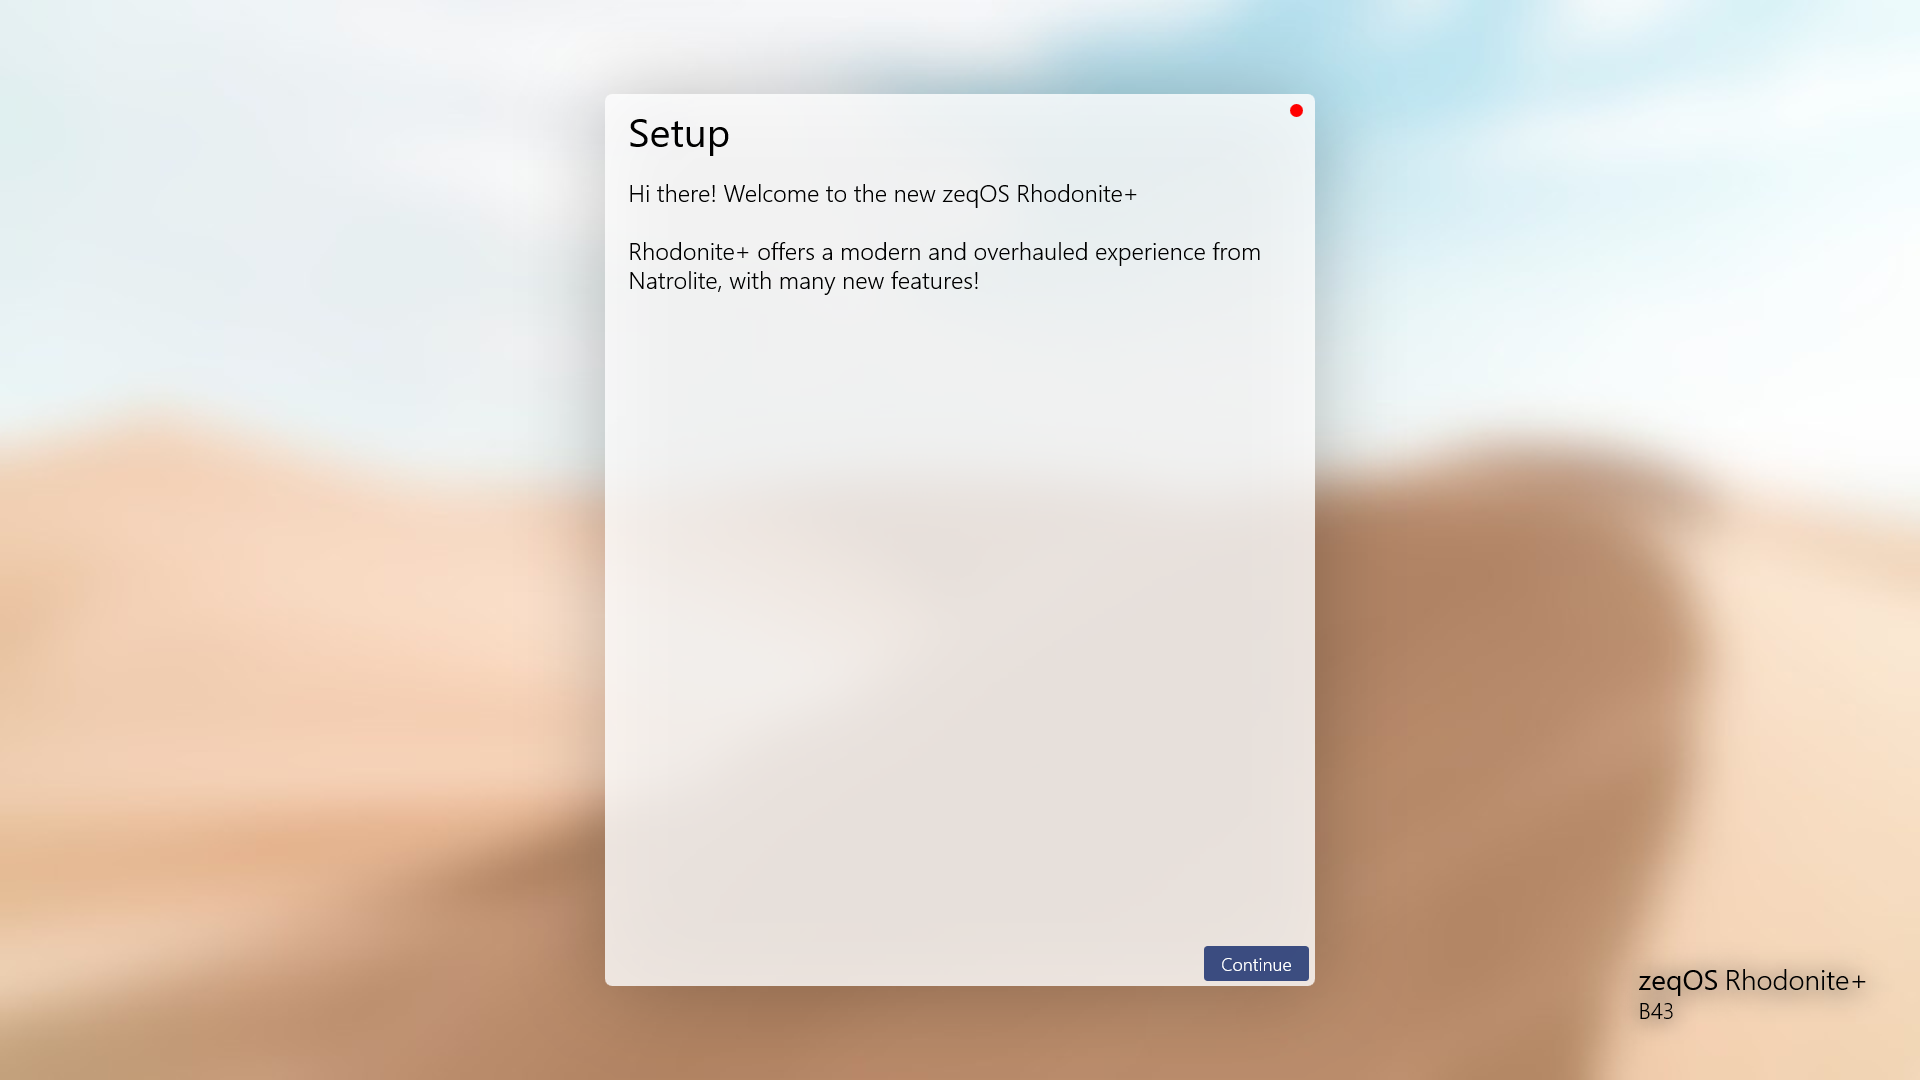 Setup
Hi there! Welcome to the new zeqOS Rhodonite+
Rhodonite+ offers a modern and overhauled experience from
Natrolite, with many new features!
Continue
zeqOS Rhodonite+
B43